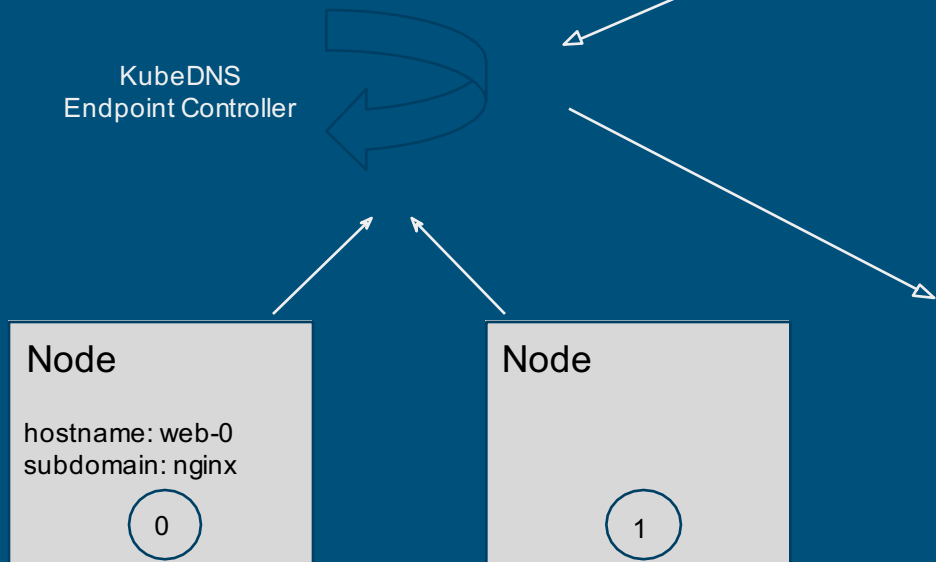 KubeDNS
Endpoint Controller
Node
hostname: web-0
subdomain: nginx
0
Node
1